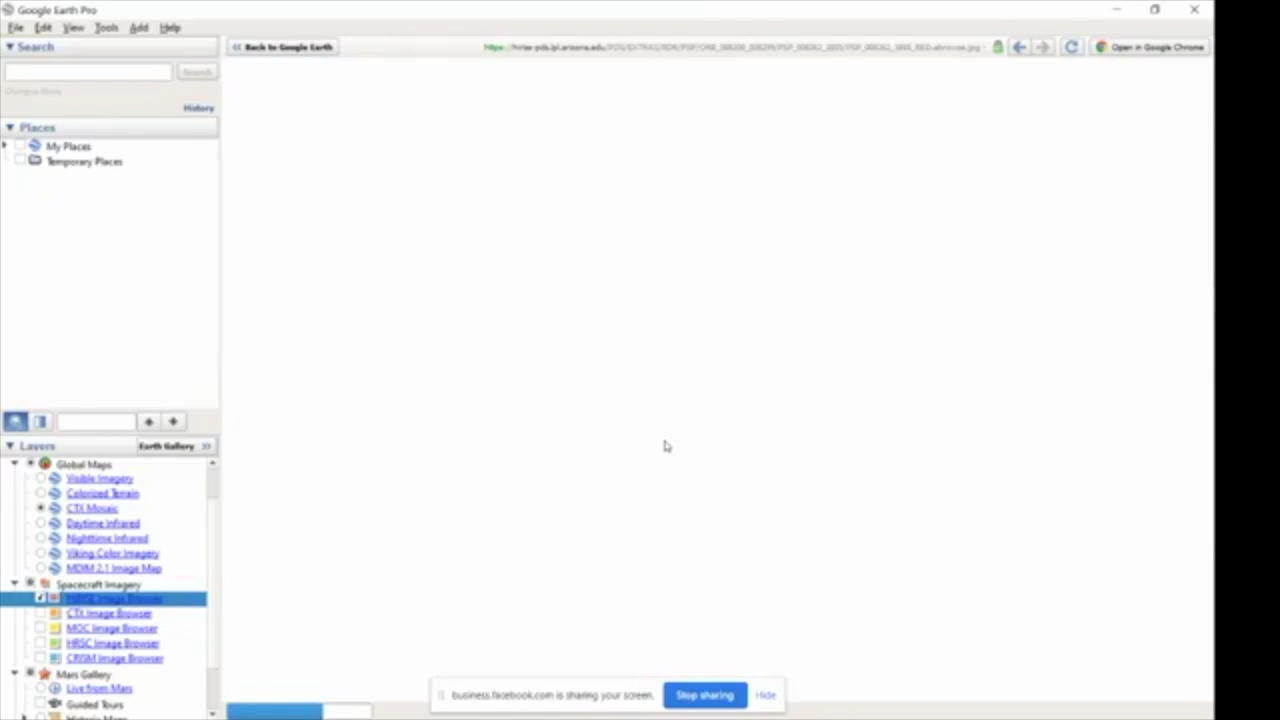 Google Earth Pro
File Edit View Tools Add Help
Search
Back to Google Earth
Open in Google Chrome
Search
History
Places
My Places
Temporary Places
Layers
Earth Gallery
Global Maps
Visible Imagery
Colorized Terrain
CTX Mosaic
Daytime Infrared
Nighttime Infrared
Viking Color Imagery
MDIM 2.1 Image Map
Spacecraft Imagery
CTX Image Browser
MOC Image Browser
HRSC Image Browser
CRISM Image Browser
Mars Gallery
Live from Mars
Guided Tours
business.facebook.com is sharing your screen. Stop sharing Hide